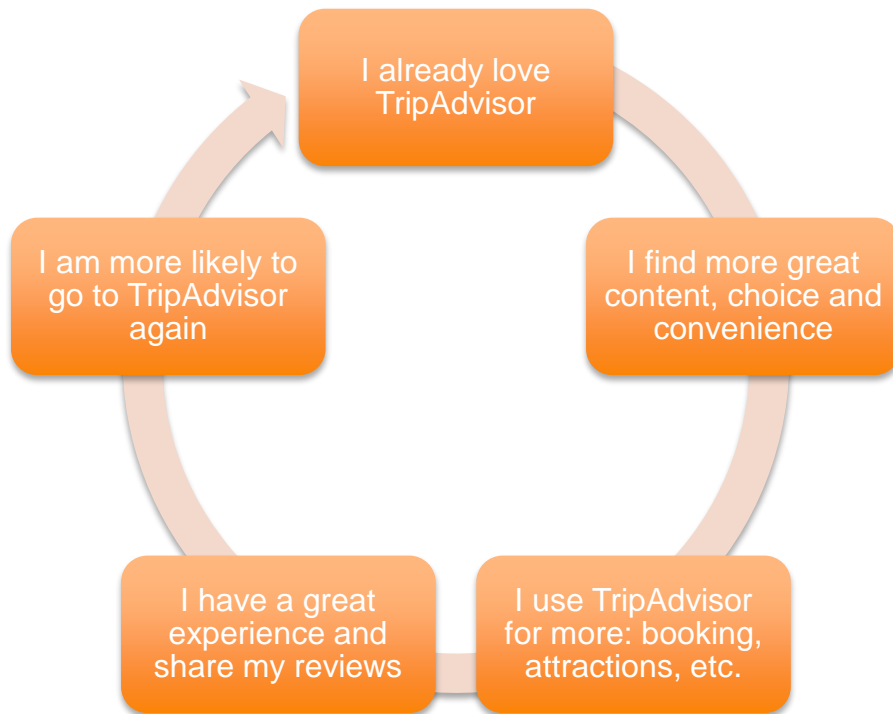 I already love
TripAdvisor
I find more great
content, choice and
convenience
I use TripAdvisor
for more: booking,
attractions, etc.
I have a great
experience and
share my reviews
I am more likely to
go to TripAdvisor
again